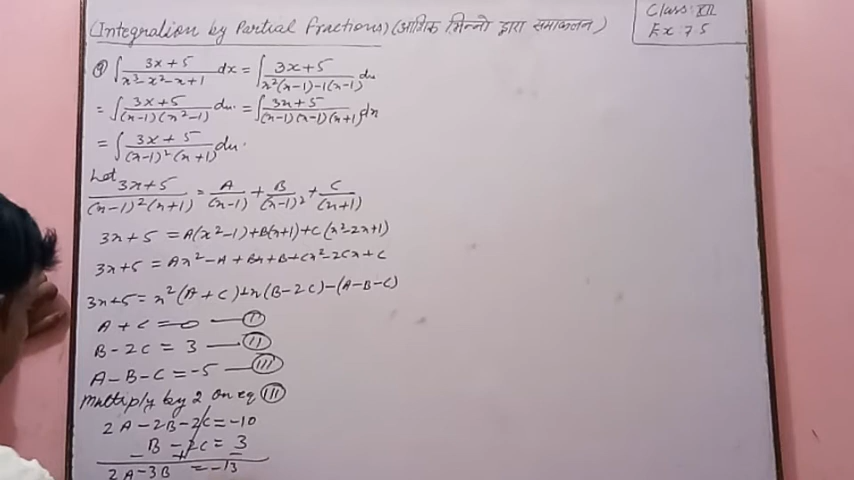 (Integration by Partial Fractions) (आंशिक भिन्नो द्वारा समाकलन)
Class: XII
Ex: 7.5
Q ∫ 3x+5/(x³-x²-x+1) dx = ∫ 3x+5/(x²(x-1)-1(x-1)) dx
= ∫ 3x+5/((x-1)(x²-1)) dx. = ∫ 3x+5/((x-1)(x-1)(x+1)) dx
= ∫ 3x+5/((x-1)²(x+1)) dx.
Let
3x+5/((x-1)²(x+1)) = A/(x-1) + B/(x-1)² + C/(x+1)
3x+5 = A(x²-1)+B(x+1)+C(x²-2x+1)
3x+5 = Ax²-A+Bx+B+Cx²-2Cx+C
3x+5 = x²(A+C)+x(B-2C)-(A-B-C)
A+C=0 — I
B-2C = 3 — II
A-B-C = -5 — III
Multiply by 2 on eq III
2A-2B-2C = -10
B-2C = 3
- + -
2A-3B = -13